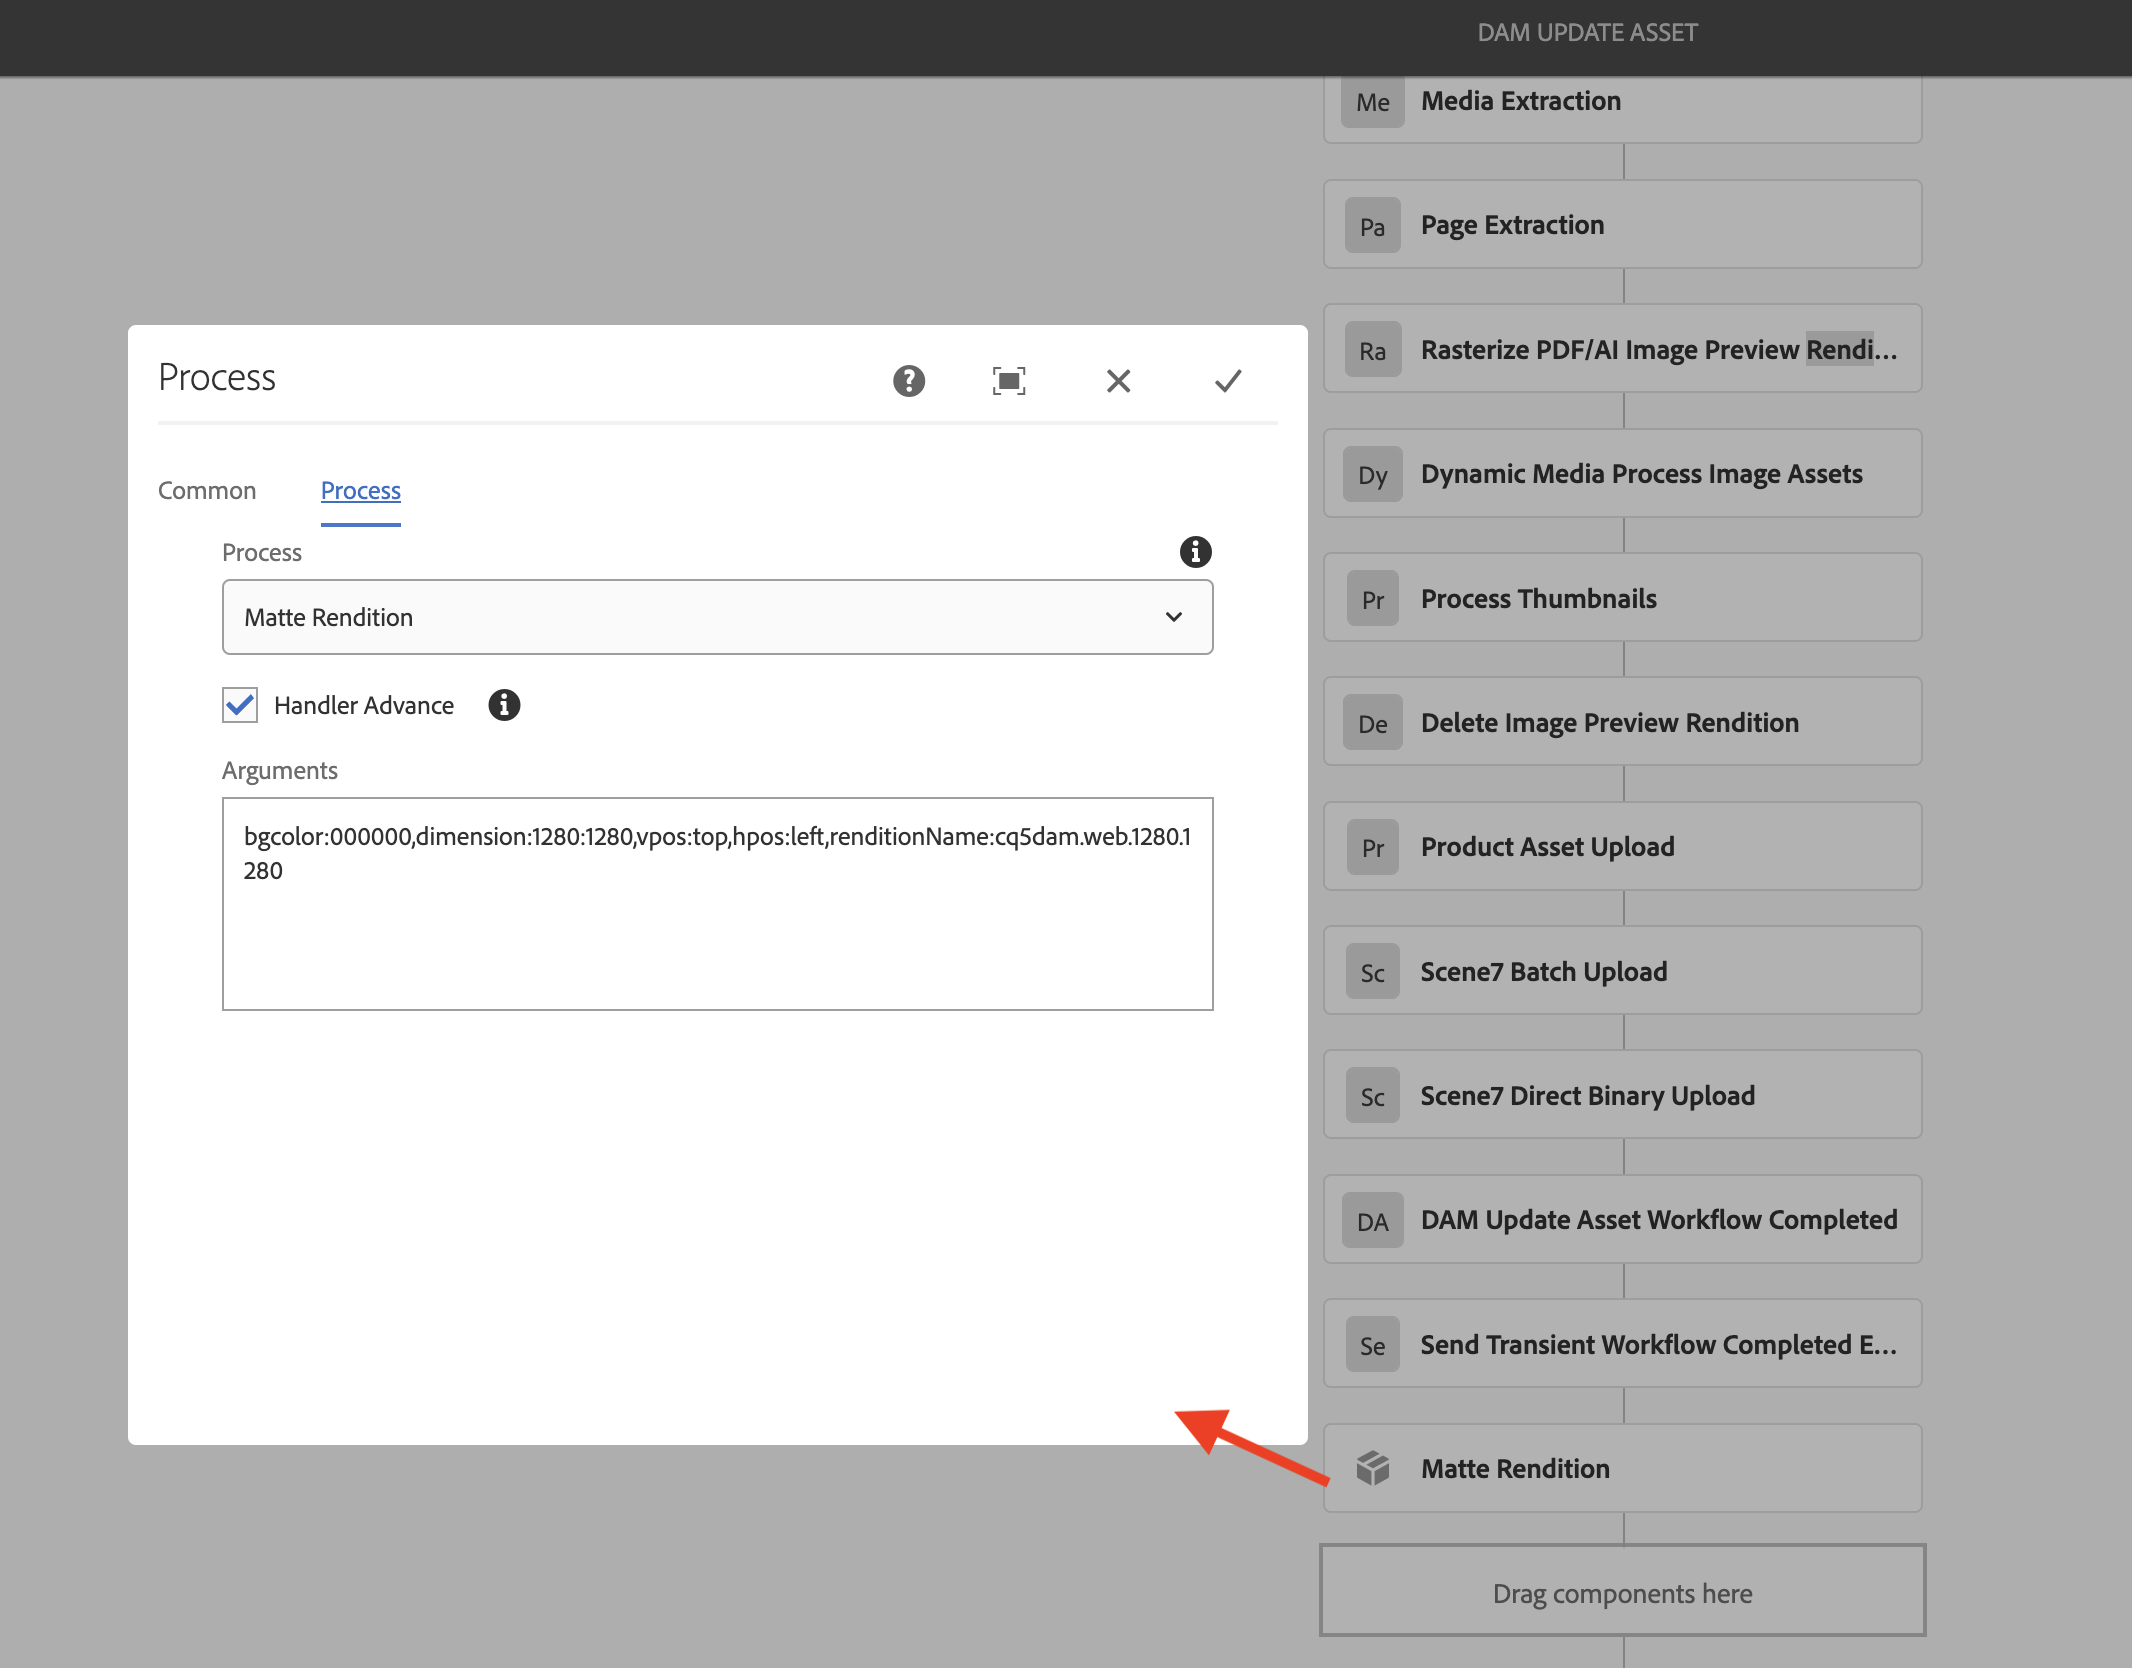 DAM UPDATE ASSET
Me Media Extraction
Pa Page Extraction
Ra Rasterize PDF/AI Image Preview Rendi...
Dy Dynamic Media Process Image Assets
Pr Process Thumbnails
De Delete Image Preview Rendition
Pr Product Asset Upload
Sc Scene7 Batch Upload
Sc Scene7 Direct Binary Upload
DA DAM Update Asset Workflow Completed
Se Send Transient Workflow Completed E...
Matte Rendition
Drag components here
Process
Common Process
Process
Matte Rendition
Handler Advance
Arguments
bgcolor:000000,dimension:1280:1280,vpos:top,hpos:left,renditionName:cq5dam.web.1280.1
280